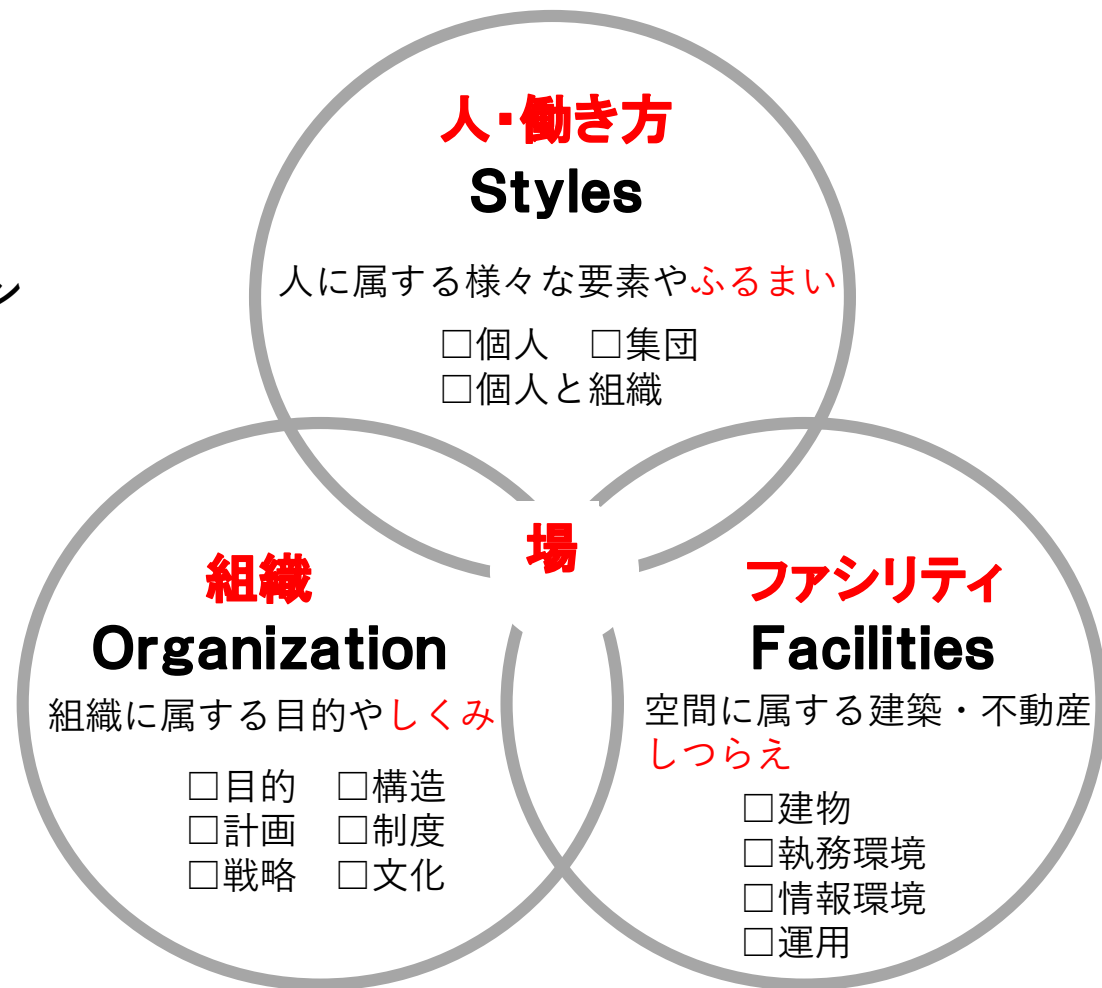 人・働き方
Styles
人に属する様々な要素やふるまい
□個人　□集団
□個人と組織
場
組織
Organization
組織に属する目的やしくみ
□目的　□構造
□計画　□制度
□戦略　□文化
ファシリティ
Facilities
空間に属する建築・不動産
しつらえ
□建物
□執務環境
□情報環境
□運用